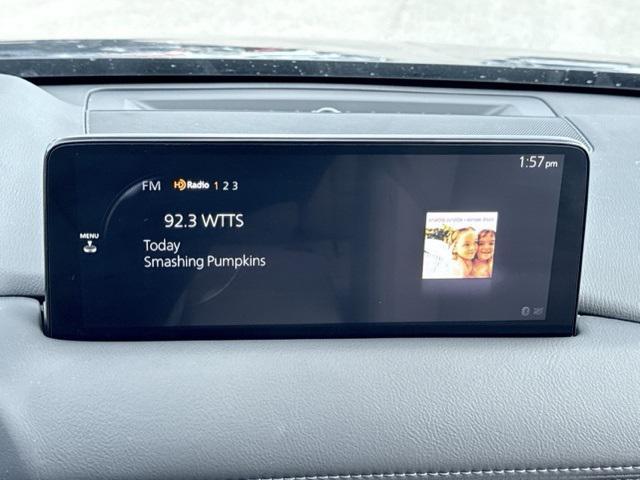 1:57pm
FM HD Radio 1 2 3
92.3 WTTS
MENU
Today
Smashing Pumpkins